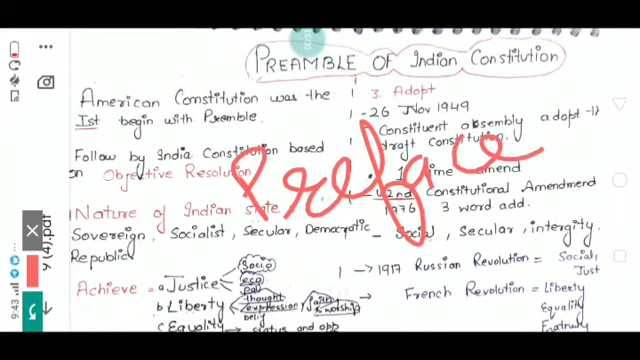 PREAMBLE OF Indian Constitution
American Constitution was the
Ist begin with Preamble.
Follow by India Constitution based
on Objective Resolution
Nature of Indian state
Sovereign, Socialist, Secular, Democratic
Republic
Achieve = a Justice
socio
eco
pol
b Liberty
thought
expression
faith
worship
c Equality → status and opp
3. Adopt
- 26 Nov 1949
Constituent assembly adopt
draft Constitution.
1 time amend
- 42nd Constitutional Amendment
1976 3 word add.
- Social, Secular, intergity.
→ 1917 Russian Revolution = Social,
Just
→ French Revolution = Liberty
Equality
Preface
9:43
y (4).pdf